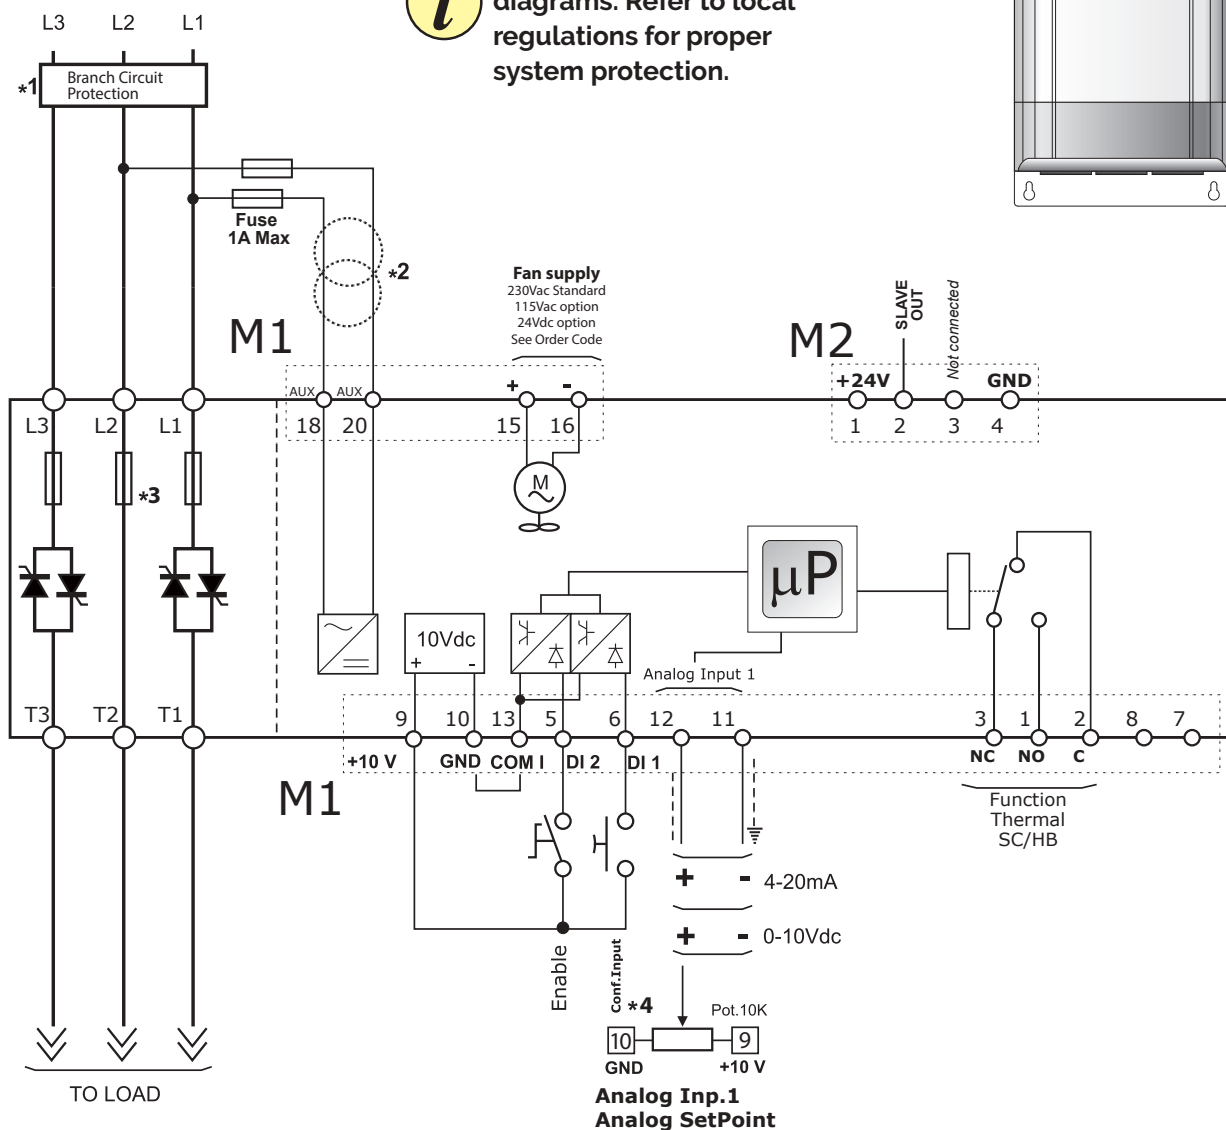 diagrams. Refer to local
regulations for proper
system protection.
i
L3 L2 L1
*1
Branch Circuit
Protection
Fuse
1A Max
*2
Fan supply
230Vac Standard
115Vac option
24Vdc option
See Order Code
M1
M2
SLAVE
OUT
Not connected
+24V GND
AUX AUX
+ -
L3 L2 L1 18 20 15 16 1 2 3 4
*3
M
µP
10Vdc
+ -
Analog Input 1
T3 T2 T1 9 10 13 5 6 12 11 3 1 2 8 7
+10 V GND COM I DI 2 DI 1 NC NO C
M1
Function
Thermal
SC/HB
+ - 4-20mA
+ - 0-10Vdc
Enable
Conf.Input
*4
Pot.10K
10 9
GND +10 V
TO LOAD
Analog Inp.1
Analog SetPoint